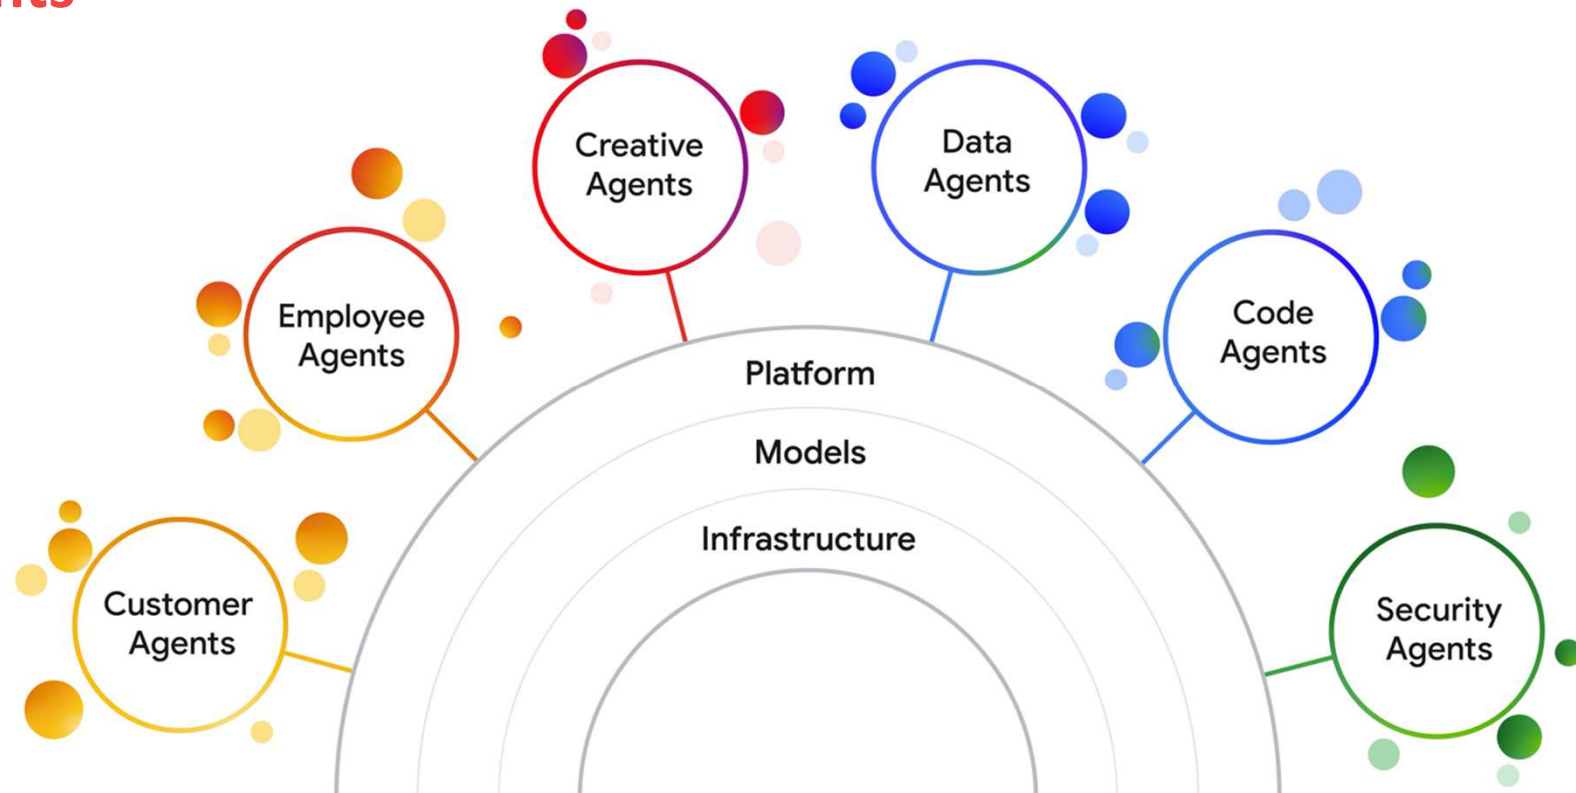 Creative
Agents
Data
Agents
Employee
Agents
Code
Agents
Platform
Models
Infrastructure
Customer
Agents
Security
Agents